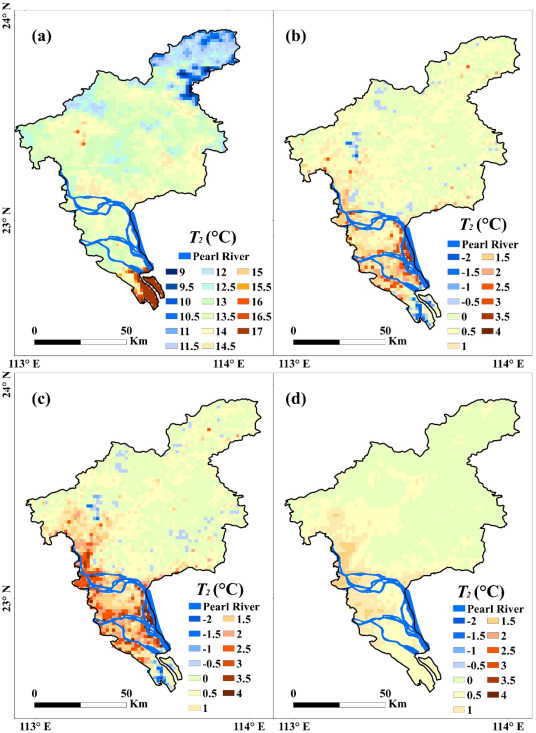 24° N
(a)
(b)
23° N
T₂ (°C)
Pearl River
9
12
15
9.5
12.5
15.5
10
13
16
10.5
13.5
16.5
11
14
17
11.5
14.5
0
50
Km
113° E
114° E
T₂ (°C)
Pearl River
-2
1.5
-1.5
2
-1
2.5
-0.5
3
0
3.5
0.5
4
1
0
50
Km
113° E
114° E
24° N
(c)
(d)
23° N
T₂ (°C)
Pearl River
-2
1.5
-1.5
2
-1
2.5
-0.5
3
0
3.5
0.5
4
1
0
50
Km
113° E
114° E
T₂ (°C)
Pearl River
-2
1.5
-1.5
2
-1
2.5
-0.5
3
0
3.5
0.5
4
1
0
50
Km
113° E
114° E